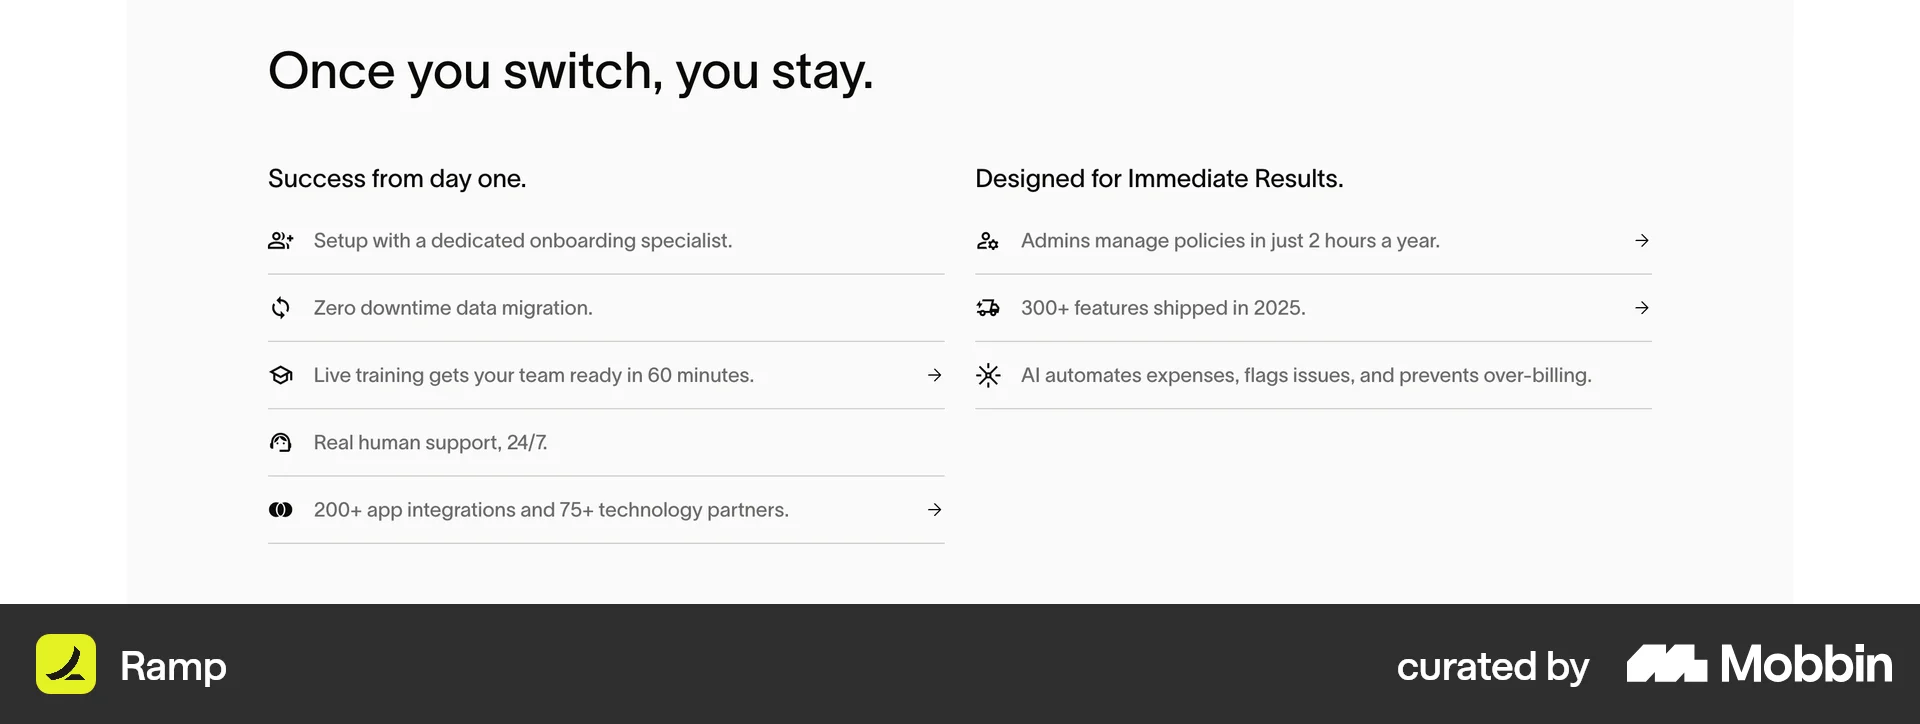 Once you switch, you stay.
Success from day one.
Setup with a dedicated onboarding specialist.
Zero downtime data migration.
Live training gets your team ready in 60 minutes.
Real human support, 24/7.
200+ app integrations and 75+ technology partners.
Designed for Immediate Results.
Admins manage policies in just 2 hours a year.
300+ features shipped in 2025.
AI automates expenses, flags issues, and prevents over-billing.
Ramp
curated by Mobbin